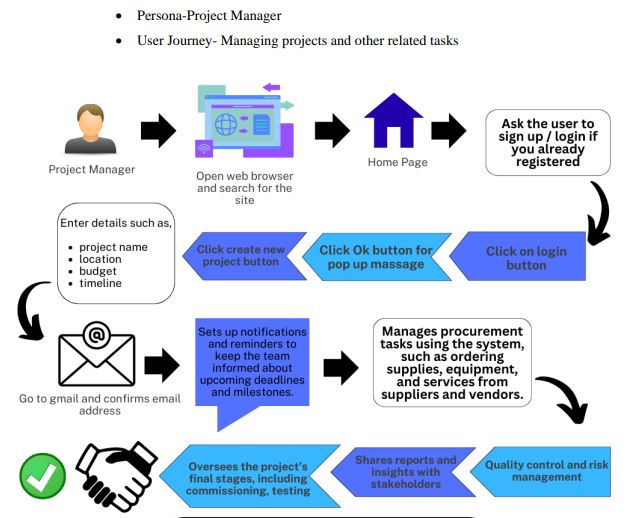 Persona-Project Manager
User Journey- Managing projects and other related tasks
Project Manager
Open web browser
and search for the
site
Home Page
Ask the user to
sign up / login if
you already
registered
Click on login
button
Click Ok button for
pop up massage
Click create new
project button
Enter details such as,
project name
location
budget
timeline
@
Go to gmail and confirms email
address
Sets up notifications
and reminders to
keep the team
informed about
upcoming deadlines
and milestones.
Manages procurement
tasks using the system,
such as ordering
supplies, equipment,
and services from
suppliers and vendors.
Quality control and risk
management
Shares reports and
insights with
stakeholders
Oversees the project's
final stages, including
commissioning, testing